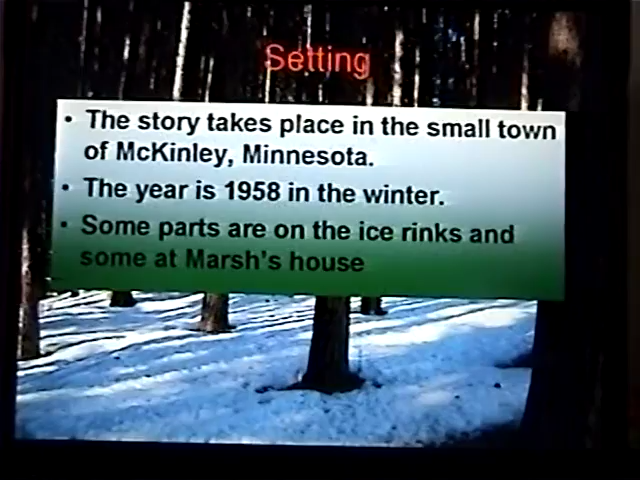 Setting
• The story takes place in the small town
of McKinley, Minnesota.
• The year is 1958 in the winter.
• Some parts are on the ice rinks and
some at Marsh's house